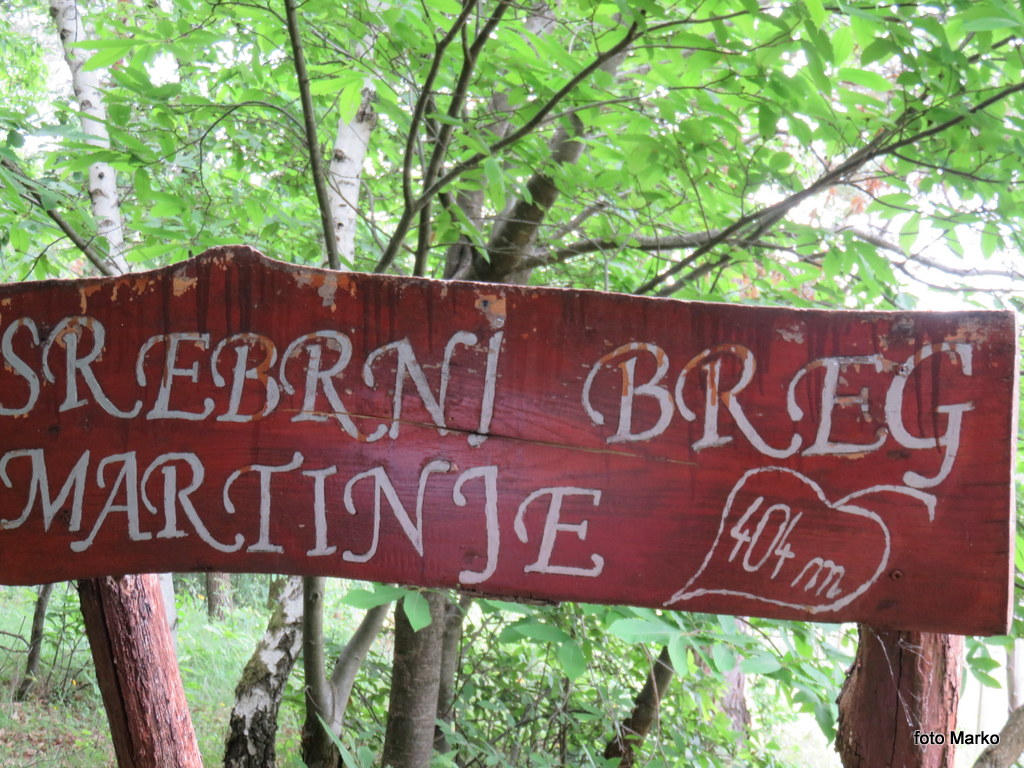 SREBRNI BREG
MARTINJE
404 m
foto Marko